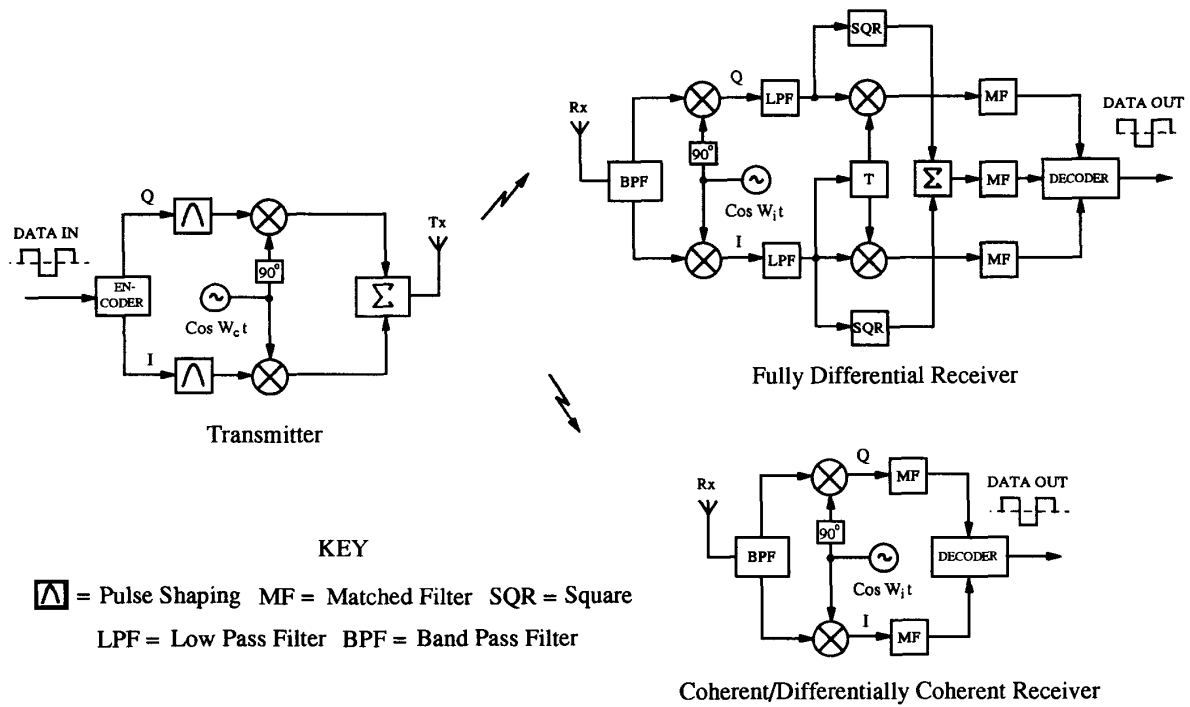 DATA IN
EN-
CODER
Q
I
90°
Cos W_c t
Σ
Tx
Transmitter
Rx
BPF
Q
90°
Cos W_i t
I
LPF
LPF
SQR
T
SQR
Σ
MF
MF
MF
DECODER
DATA OUT
Fully Differential Receiver
Rx
BPF
Q
90°
Cos W_i t
I
MF
MF
DECODER
DATA OUT
Coherent/Differentially Coherent Receiver
KEY
= Pulse Shaping MF = Matched Filter SQR = Square
LPF = Low Pass Filter BPF = Band Pass Filter